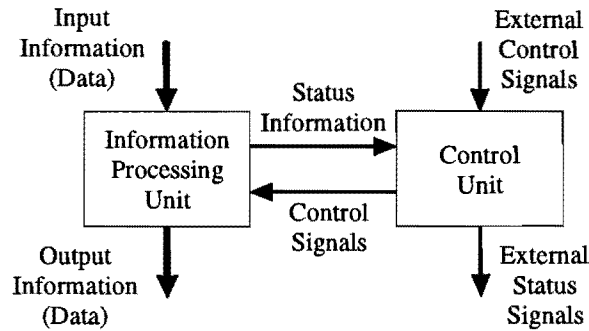 Input
Information
(Data)
External
Control
Signals
Status
Information
Information
Processing
Unit
Control
Unit
Control
Signals
Output
Information
(Data)
External
Status
Signals